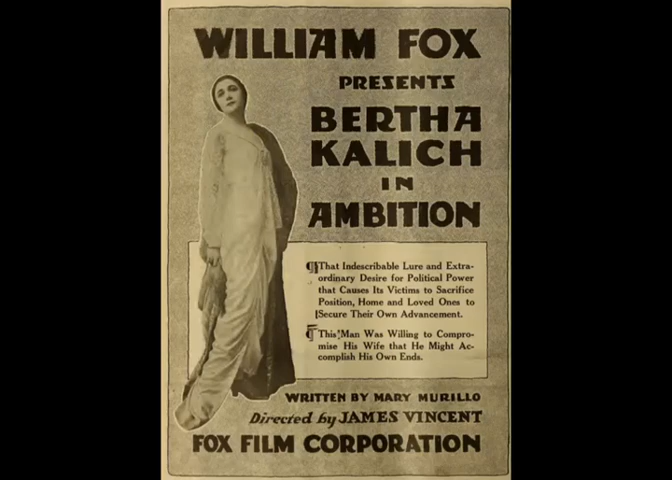 WILLIAM FOX
PRESENTS
BERTHA
KALICH
IN
AMBITION
¶That Indescribable Lure and Extra-
ordinary Desire for Political Power
that Causes Its Victims to Sacrifice
Position, Home and Loved Ones to
Secure Their Own Advancement.
¶This Man Was Willing to Compro-
mise His Wife that He Might Ac-
complish His Own Ends.
WRITTEN BY MARY MURILLO
Directed by JAMES VINCENT
FOX FILM CORPORATION